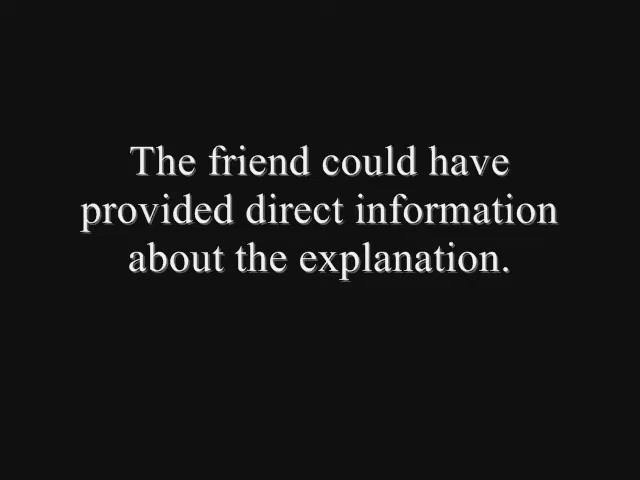 The friend could have
provided direct information
about the explanation.